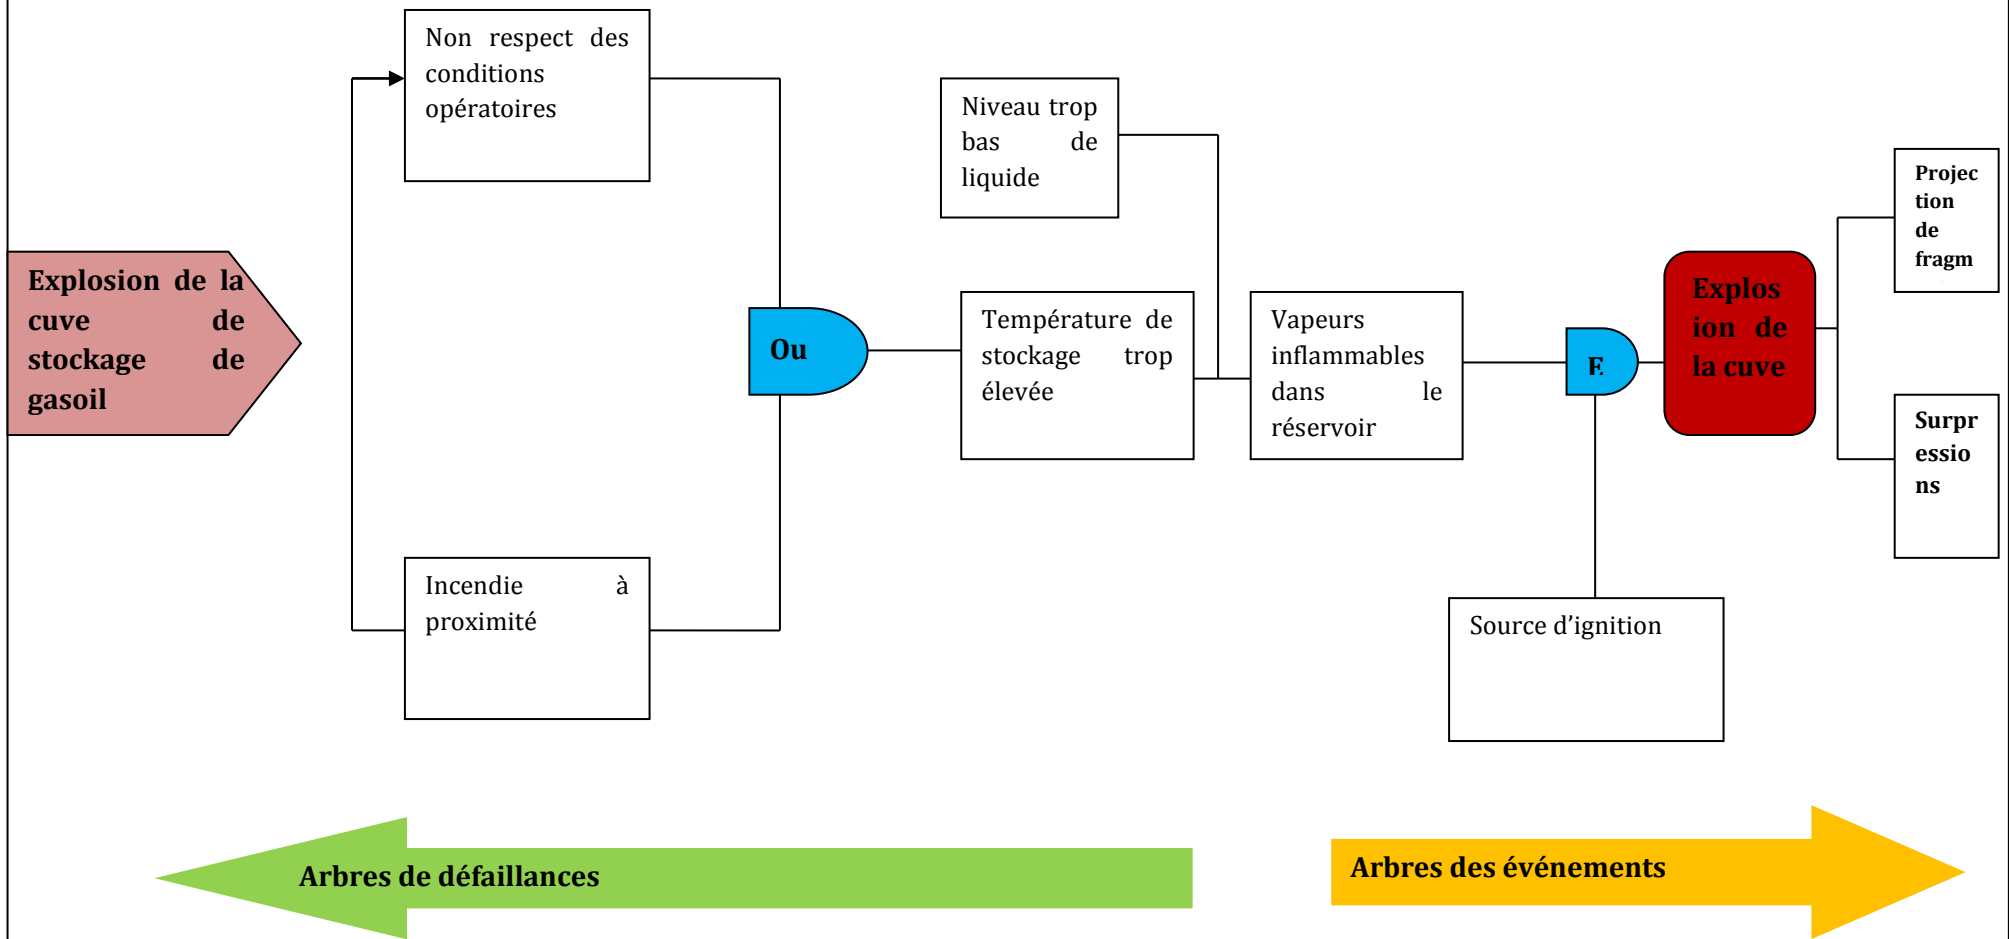 Non respect des
conditions
opératoires
Niveau trop
bas de
liquide
Projec
tion
de
fragm
Explosion de la
cuve de
stockage de
gasoil
Ou
Température de
stockage trop
élevée
Vapeurs
inflammables
dans le
réservoir
E
Explos
ion de
la cuve
Surpr
essio
ns
Incendie à
proximité
Source d’ignition
Arbres de défaillances
Arbres des événements